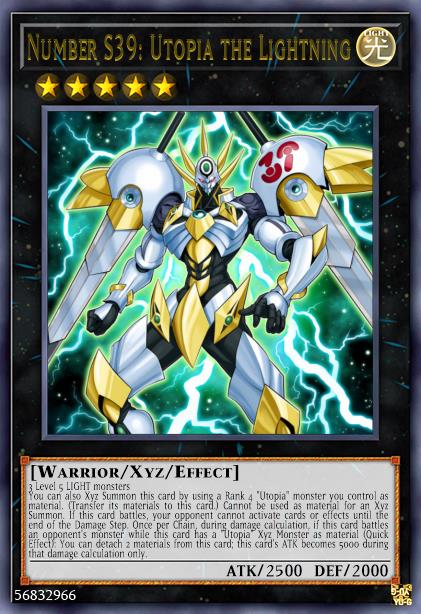 NUMBER S39: UTOPIA THE LIGHTNING
LIGHT
光
39
[WARRIOR/XYZ/EFFECT]
3 Level 5 LIGHT monsters
You can also Xyz Summon this card by using a Rank 4 "Utopia" monster you control as
material. (Transfer its materials to this card.) Cannot be used as material for an Xyz
Summon. If this card battles, your opponent cannot activate cards or effects until the
end of the Damage Step. Once per Chain, during damage calculation, if this card battles
an opponent's monster while this card has a "Utopia" Xyz Monster as material (Quick
Effect): You can detach 2 materials from this card; this card's ATK becomes 5000 during
that damage calculation only.
ATK/2500 DEF/2000
56832966